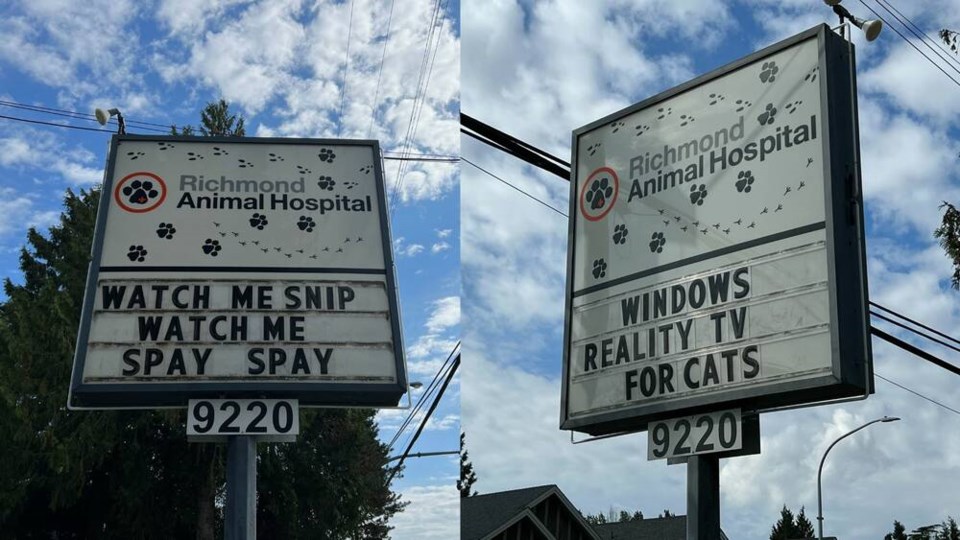 Richmond
Animal Hospital
WATCH ME SNIP
WATCH ME
SPAY SPAY
9220
Richmond
Animal Hospital
WINDOWS
REALITY TV
FOR CATS
9220